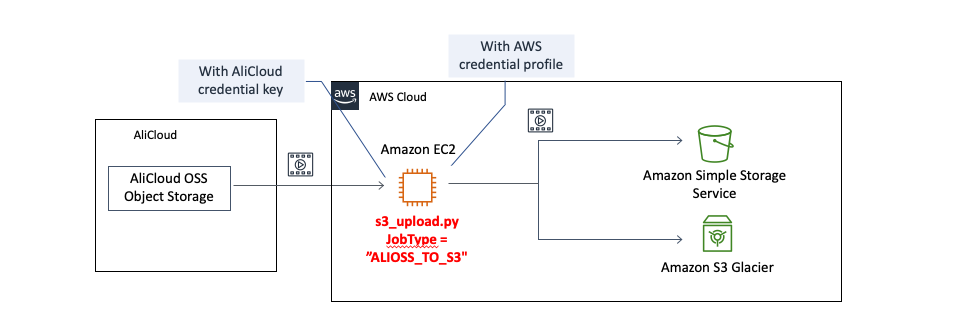 With AWS
credential profile
With AliCloud
credential key
aws
AWS Cloud
AliCloud
Amazon EC2
AliCloud OSS
Object Storage
Amazon Simple Storage
Service
s3_upload.py
JobType =
”ALIOSS_TO_S3"
Amazon S3 Glacier